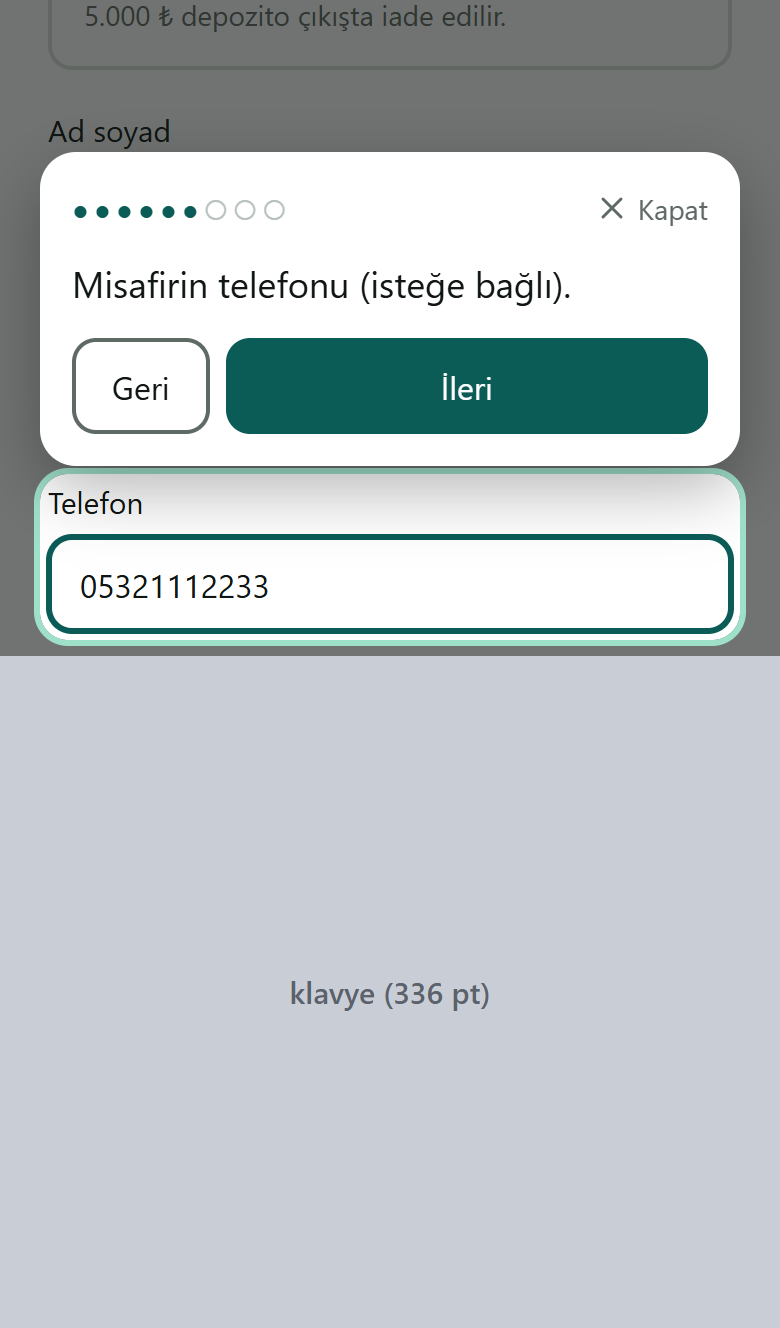 5.000 ₺ depozito çıkışta iade edilir.
Ad soyad
Kapat
Misafirin telefonu (isteğe bağlı).
Geri
İleri
Telefon
05321112233
klavye (336 pt)